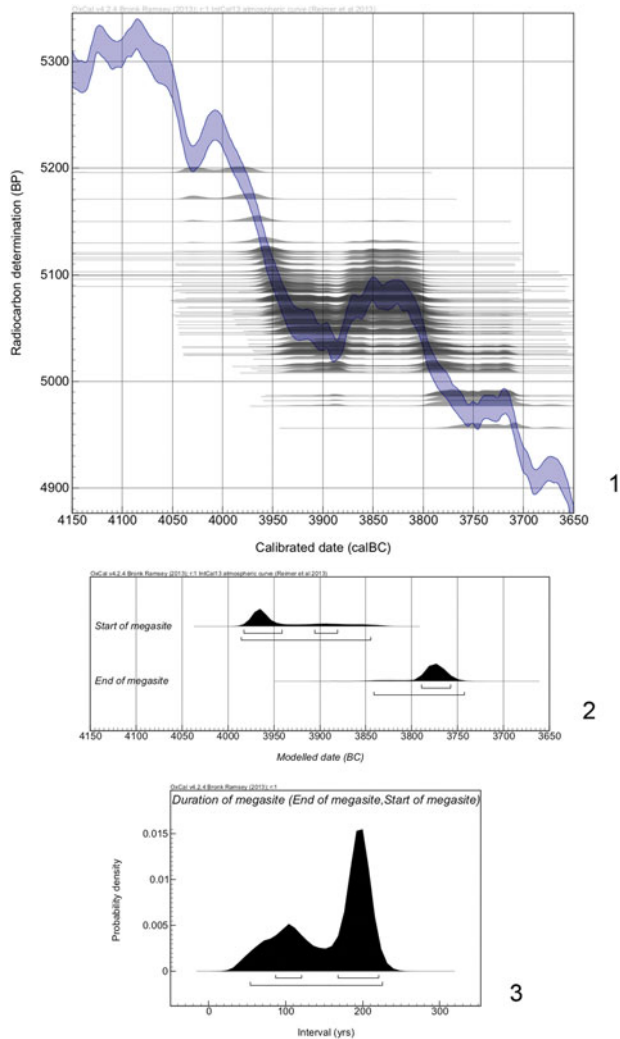 OxCal v4.2.4 Bronk Ramsey (2013); r:1 IntCal13 atmospheric curve (Reimer et al 2013)
5300
5200
5100
5000
4900
Radiocarbon determination (BP)
4150 4100 4050 4000 3950 3900 3850 3800 3750 3700 3650
Calibrated date (calBC)
1
OxCal v4.2.4 Bronk Ramsey (2013); r:1 IntCal13 atmospheric curve (Reimer et al 2013)
Start of megasite
End of megasite
4150 4100 4050 4000 3950 3900 3850 3800 3750 3700 3650
Modelled date (BC)
2
OxCal v4.2.4 Bronk Ramsey (2013); r:1
Duration of megasite (End of megasite,Start of megasite)
0.015
0.01
0.005
0
Probability density
0 100 200 300
Interval (yrs)
3